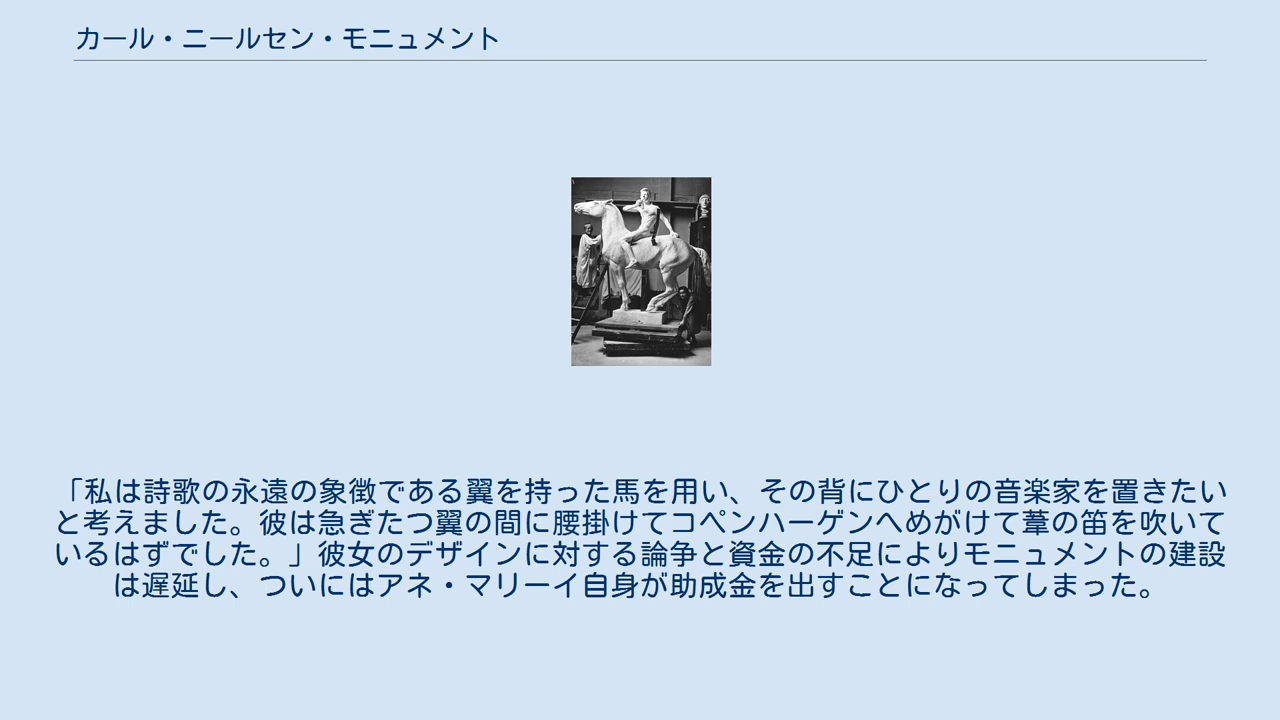 カール・ニールセン・モニュメント
「私は詩歌の永遠の象徴である翼を持った馬を用い、その背にひとりの音楽家を置きたい
と考えました。彼は急ぎたつ翼の間に腰掛けてコペンハーゲンへめがけて葦の笛を吹いて
いるはずでした。」彼女のデザインに対する論争と資金の不足によりモニュメントの建設
は遅延し、ついにはアネ・マリーイ自身が助成金を出すことになってしまった。